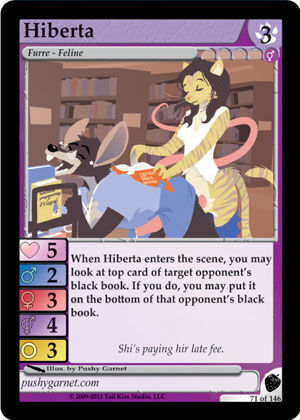 Hiberta
3
Furre - Feline
5
2
3
4
3
When Hiberta enters the scene, you may
look at top card of target opponent's
black book. If you do, you may put it
on the bottom of that opponent's black
book.
Shi's paying hir late fee.
Illus. by Pushy Garnet
pushygarnet.com
71 of 146
© 2009-2013 Tail Kiss Studio, LLC